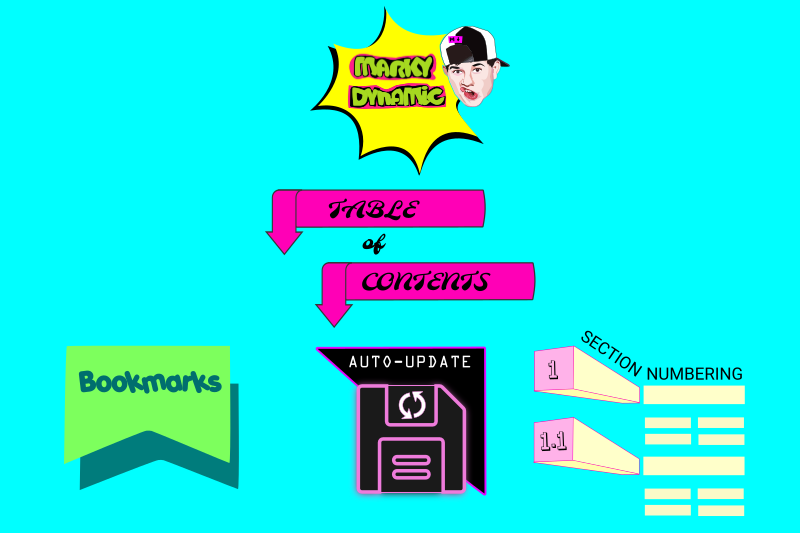 MARKY
DYNAMIC
TABLE
of
CONTENTS
Bookmarks
AUTO-UPDATE
SECTION NUMBERING
1
1.1